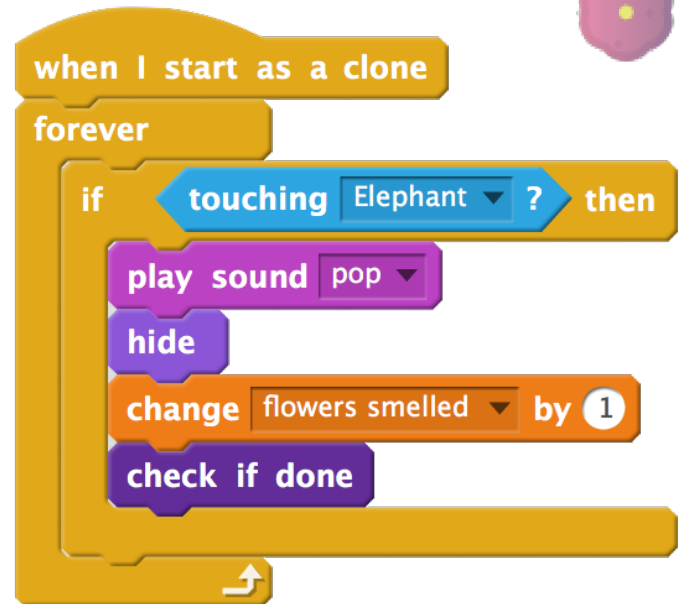 when I start as a clone
forever
if touching Elephant ? then
play sound pop
hide
change flowers smelled by 1
check if done